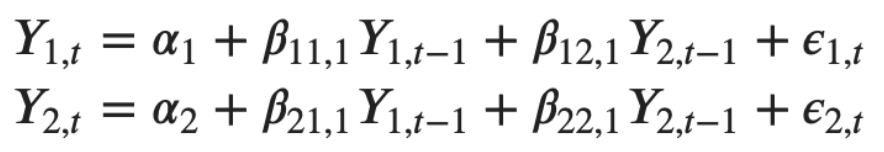 Y₁,ₜ = α₁ + β₁₁,₁ Y₁,ₜ₋₁ + β₁₂,₁ Y₂,ₜ₋₁ + ϵ₁,ₜ
Y₂,ₜ = α₂ + β₂₁,₁ Y₁,ₜ₋₁ + β₂₂,₁ Y₂,ₜ₋₁ + ϵ₂,ₜ